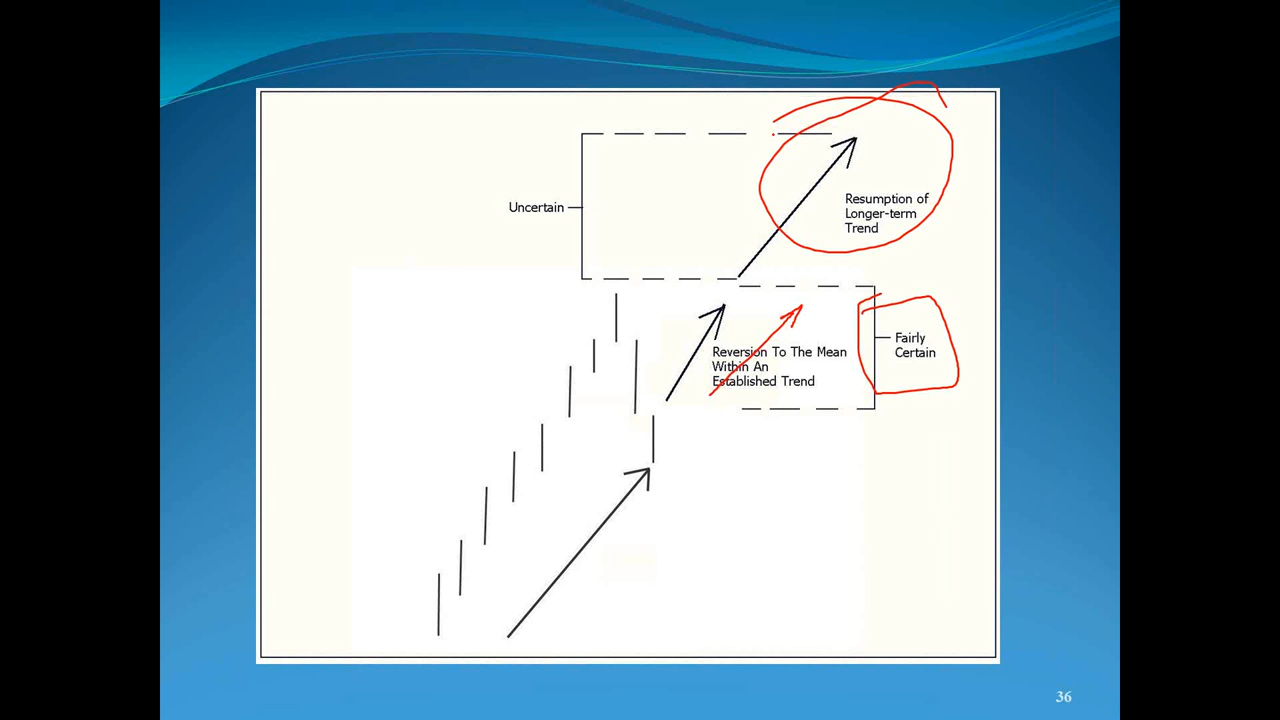 Uncertain
Resumption of
Longer-term
Trend
Reversion To The Mean
Within An
Established Trend
Fairly
Certain
36